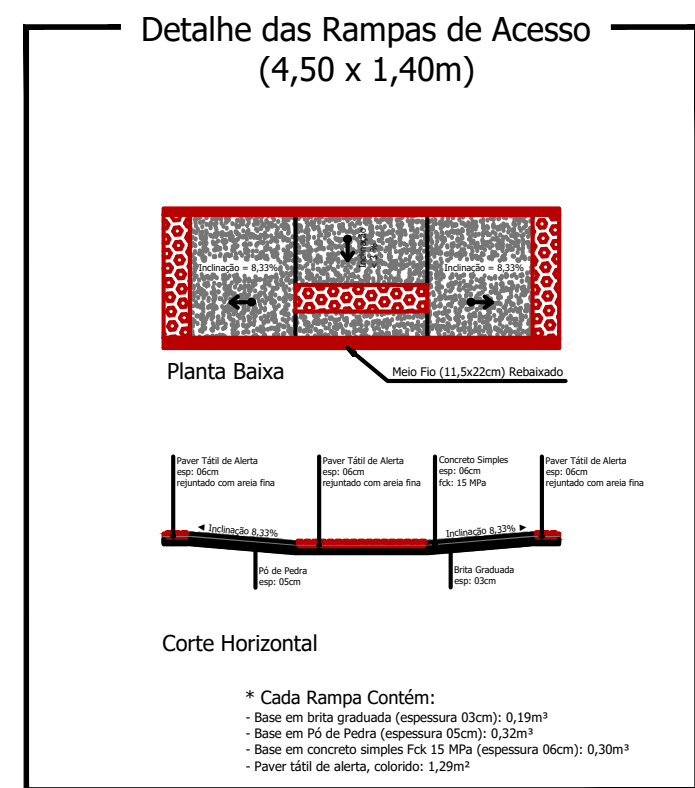 Detalhe das Rampas de Acesso
(4,50 x 1,40m)
Inclinação = 8,33%
Inclinação
Inclinação = 8,33%
Planta Baixa
Meio Fio (11,5x22cm) Rebaixado
Paver Tátil de Alerta
esp: 06cm
rejuntado com areia fina
Paver Tátil de Alerta
esp: 06cm
rejuntado com areia fina
Concreto Simples
esp: 06cm
fck: 15 MPa
Paver Tátil de Alerta
esp: 06cm
rejuntado com areia fina
Inclinação 8,33%
Inclinação 8,33%
Pó de Pedra
esp: 05cm
Brita Graduada
esp: 03cm
Corte Horizontal
* Cada Rampa Contém:
- Base em brita graduada (espessura 03cm): 0,19m³
- Base em Pó de Pedra (espessura 05cm): 0,32m³
- Base em concreto simples Fck 15 MPa (espessura 06cm): 0,30m³
- Paver tátil de alerta, colorido: 1,29m²